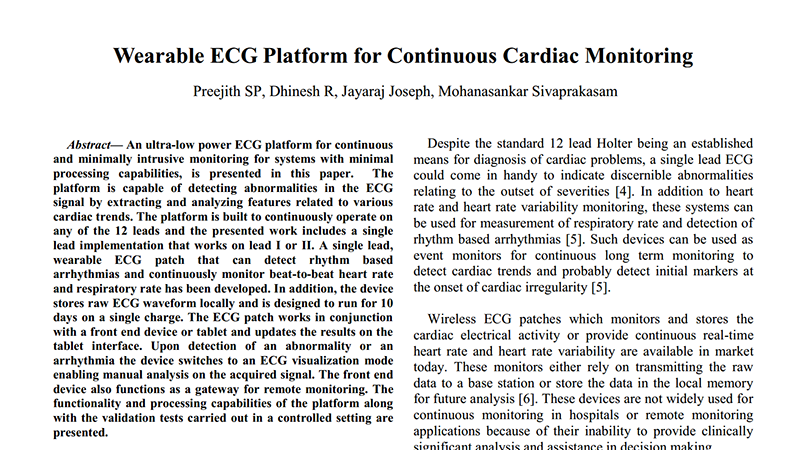 Wearable ECG Platform for Continuous Cardiac Monitoring
Preejith SP, Dhinesh R, Jayaraj Joseph, Mohanasankar Sivaprakasam
Abstract— An ultra-low power ECG platform for continuous
and minimally intrusive monitoring for systems with minimal
processing capabilities, is presented in this paper. The
platform is capable of detecting abnormalities in the ECG
signal by extracting and analyzing features related to various
cardiac trends. The platform is built to continuously operate on
any of the 12 leads and the presented work includes a single
lead implementation that works on lead I or II. A single lead,
wearable ECG patch that can detect rhythm based
arrhythmias and continuously monitor beat-to-beat heart rate
and respiratory rate has been developed. In addition, the device
stores raw ECG waveform locally and is designed to run for 10
days on a single charge. The ECG patch works in conjunction
with a front end device or tablet and updates the results on the
tablet interface. Upon detection of an abnormality or an
arrhythmia the device switches to an ECG visualization mode
enabling manual analysis on the acquired signal. The front end
device also functions as a gateway for remote monitoring. The
functionality and processing capabilities of the platform along
with the validation tests carried out in a controlled setting are
presented.
Despite the standard 12 lead Holter being an established
means for diagnosis of cardiac problems, a single lead ECG
could come in handy to indicate discernible abnormalities
relating to the outset of severities [4]. In addition to heart
rate and heart rate variability monitoring, these systems can
be used for measurement of respiratory rate and detection of
rhythm based arrhythmias [5]. Such devices can be used as
event monitors for continuous long term monitoring to
detect cardiac trends and probably detect initial markers at
the onset of cardiac irregularity [5].
Wireless ECG patches which monitors and stores the
cardiac electrical activity or provide continuous real-time
heart rate and heart rate variability are available in market
today. These monitors either rely on transmitting the raw
data to a base station or store the data in the local memory
for future analysis [6]. These devices are not widely used for
continuous monitoring in hospitals or remote monitoring
applications because of their inability to provide clinically
significant analysis and assistance in decision making